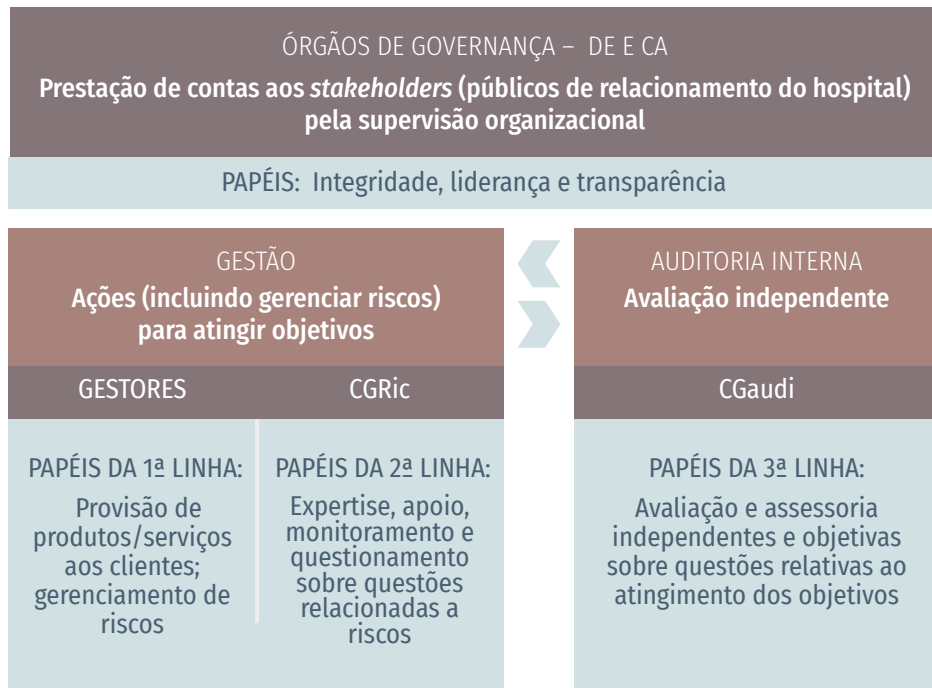 ÓRGÃOS DE GOVERNANÇA – DE E CA
Prestação de contas aos stakeholders (públicos de relacionamento do hospital)
pela supervisão organizacional
PAPÉIS: Integridade, liderança e transparência
GESTÃO
Ações (incluindo gerenciar riscos)
para atingir objetivos
GESTORES
PAPÉIS DA 1ª LINHA:
Provisão de
produtos/serviços
aos clientes;
gerenciamento de
riscos
CGRic
PAPÉIS DA 2ª LINHA:
Expertise, apoio,
monitoramento e
questionamento
sobre questões
relacionadas a
riscos
AUDITORIA INTERNA
Avaliação independente
CGaudi
PAPÉIS DA 3ª LINHA:
Avaliação e assessoria
independentes e objetivas
sobre questões relativas ao
atingimento dos objetivos